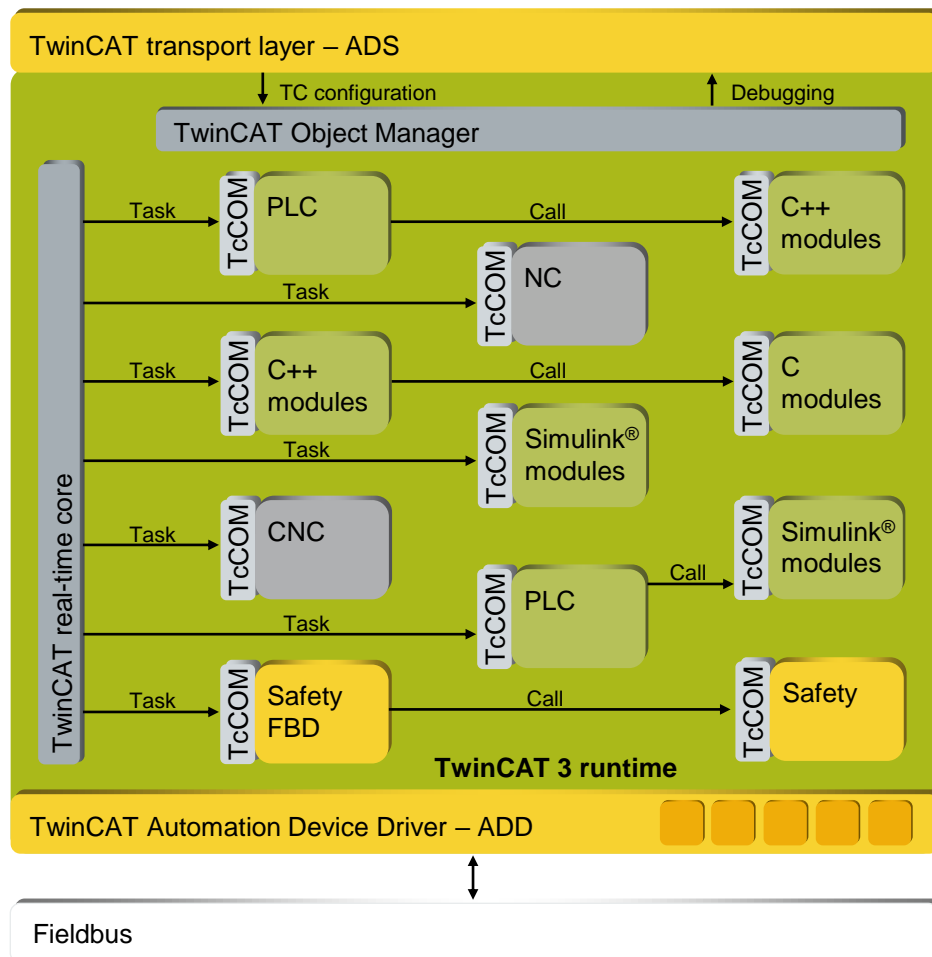 TwinCAT transport layer – ADS
TC configuration
Debugging
TwinCAT Object Manager
TwinCAT real-time core
Task
TcCOM
PLC
Call
TcCOM
C++
modules
Task
TcCOM
NC
Task
TcCOM
C++
modules
Call
TcCOM
C
modules
Task
TcCOM
Simulink®
modules
Task
TcCOM
CNC
TcCOM
Simulink®
modules
Task
TcCOM
PLC
Call
Task
TcCOM
Safety
FBD
Call
TcCOM
Safety
TwinCAT 3 runtime
TwinCAT Automation Device Driver – ADD
Fieldbus